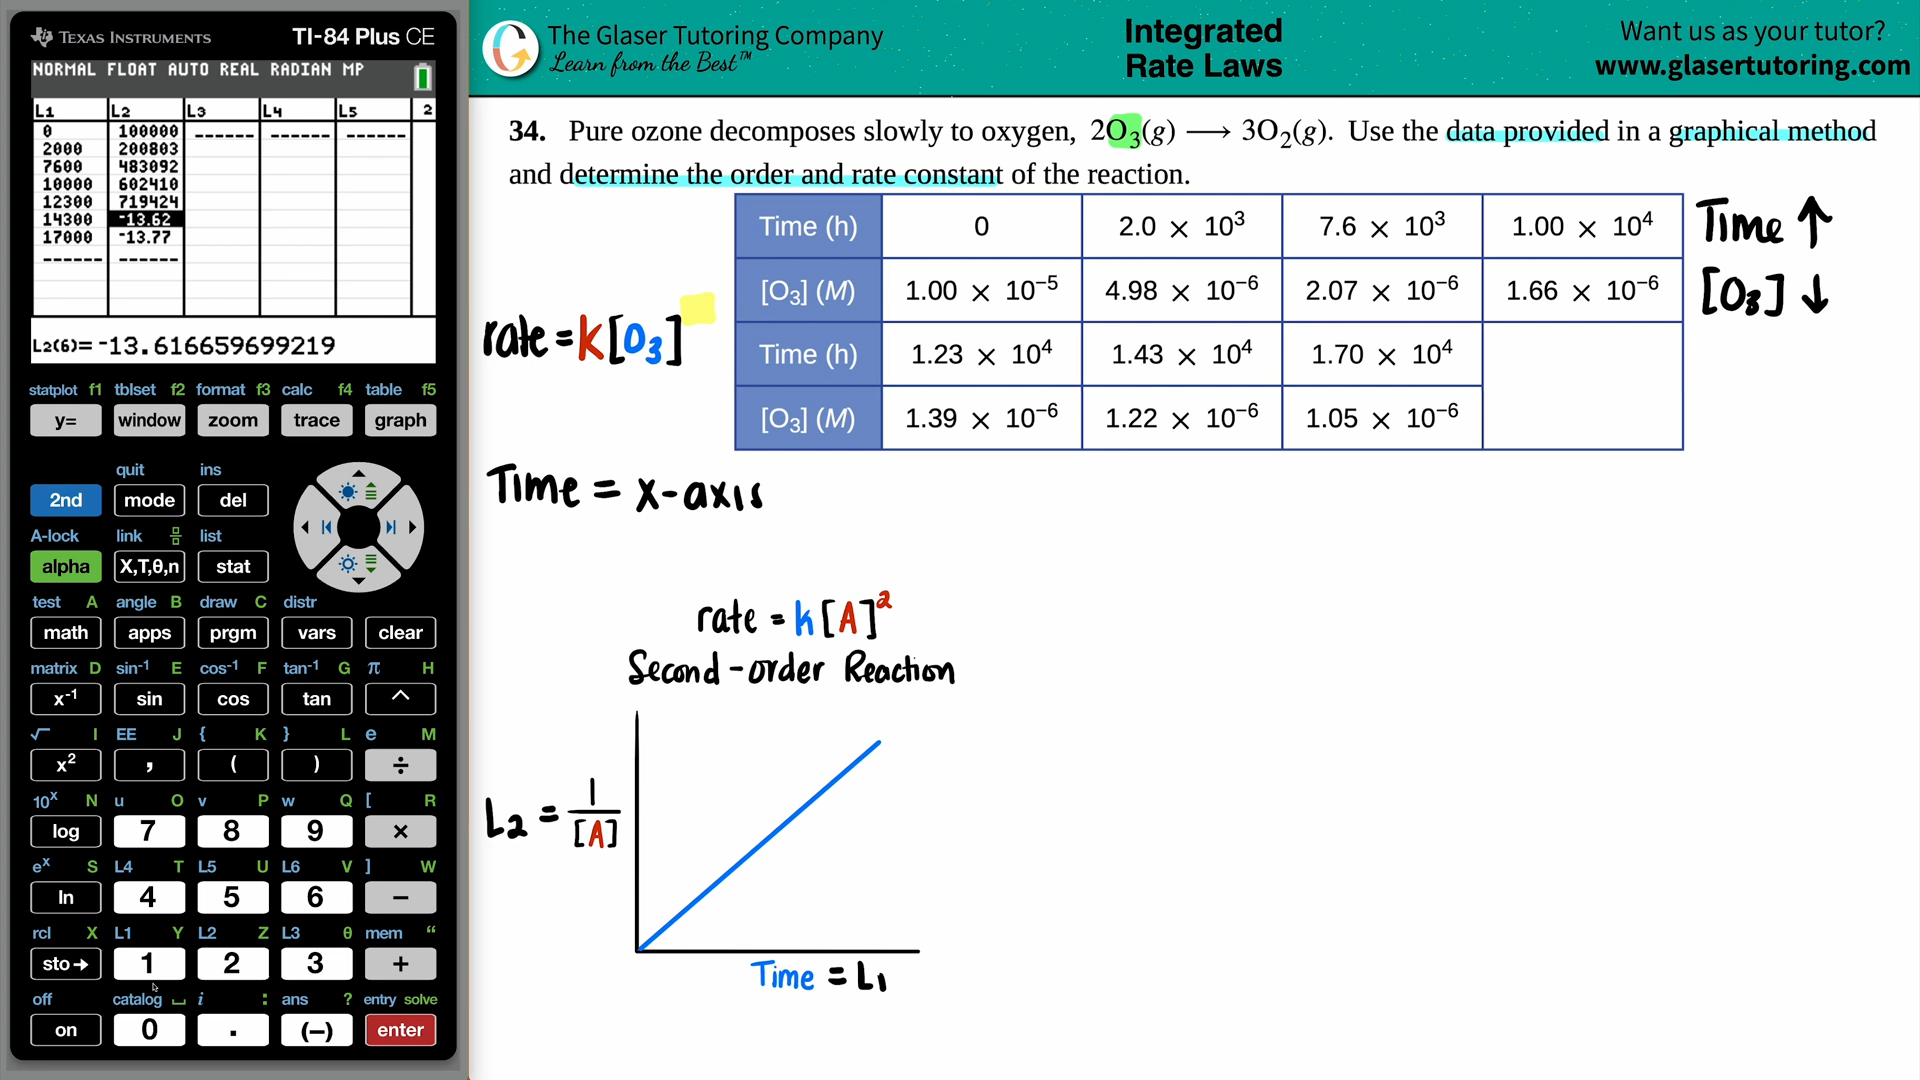 TEXAS INSTRUMENTS TI-84 Plus CE
NORMAL FLOAT AUTO REAL RADIAN MP
L1 L2 L3 L4 L5 2
0 100000 ------ ------ ------
2000 200803
7600 483092
10000 602410
12300 719424
14300 -13.62
17000 -13.77
------ ------
L2(6)= -13.616659699219
statplot f1 tblset f2 format f3 calc f4 table f5
y= window zoom trace graph
quit ins
2nd mode del
A-lock link list
alpha X,T,θ,n stat
test A angle B draw C distr
math apps prgm vars clear
matrix D sin⁻¹ E cos⁻¹ F tan⁻¹ G π H
x⁻¹ sin cos tan ^
√ I EE J { K } L e M
x² , ( ) ÷
10ˣ N u O v P w Q [ R
log 7 8 9 ×
eˣ S L4 T L5 U L6 V ] W
ln 4 5 6 −
rcl X L1 Y L2 Z L3 θ mem “
sto→ 1 2 3 +
off catalog ⎵ i : ans ? entry solve
on 0 . (−) enter
The Glaser Tutoring Company
Learn from the Best™
Integrated
Rate Laws
Want us as your tutor?
www.glasertutoring.com
34. Pure ozone decomposes slowly to oxygen, 2O₃(g) ⟶ 3O₂(g). Use the data provided in a graphical method
and determine the order and rate constant of the reaction.
Time (h) 0 2.0 × 10³ 7.6 × 10³ 1.00 × 10⁴
[O₃] (M) 1.00 × 10⁻⁵ 4.98 × 10⁻⁶ 2.07 × 10⁻⁶ 1.66 × 10⁻⁶
Time (h) 1.23 × 10⁴ 1.43 × 10⁴ 1.70 × 10⁴
[O₃] (M) 1.39 × 10⁻⁶ 1.22 × 10⁻⁶ 1.05 × 10⁻⁶
Time ↑
[O₃] ↓
rate = k[O₃]
Time = x-axis
rate = k[A]²
Second-order Reaction
L₂ = 1/[A]
Time = L₁